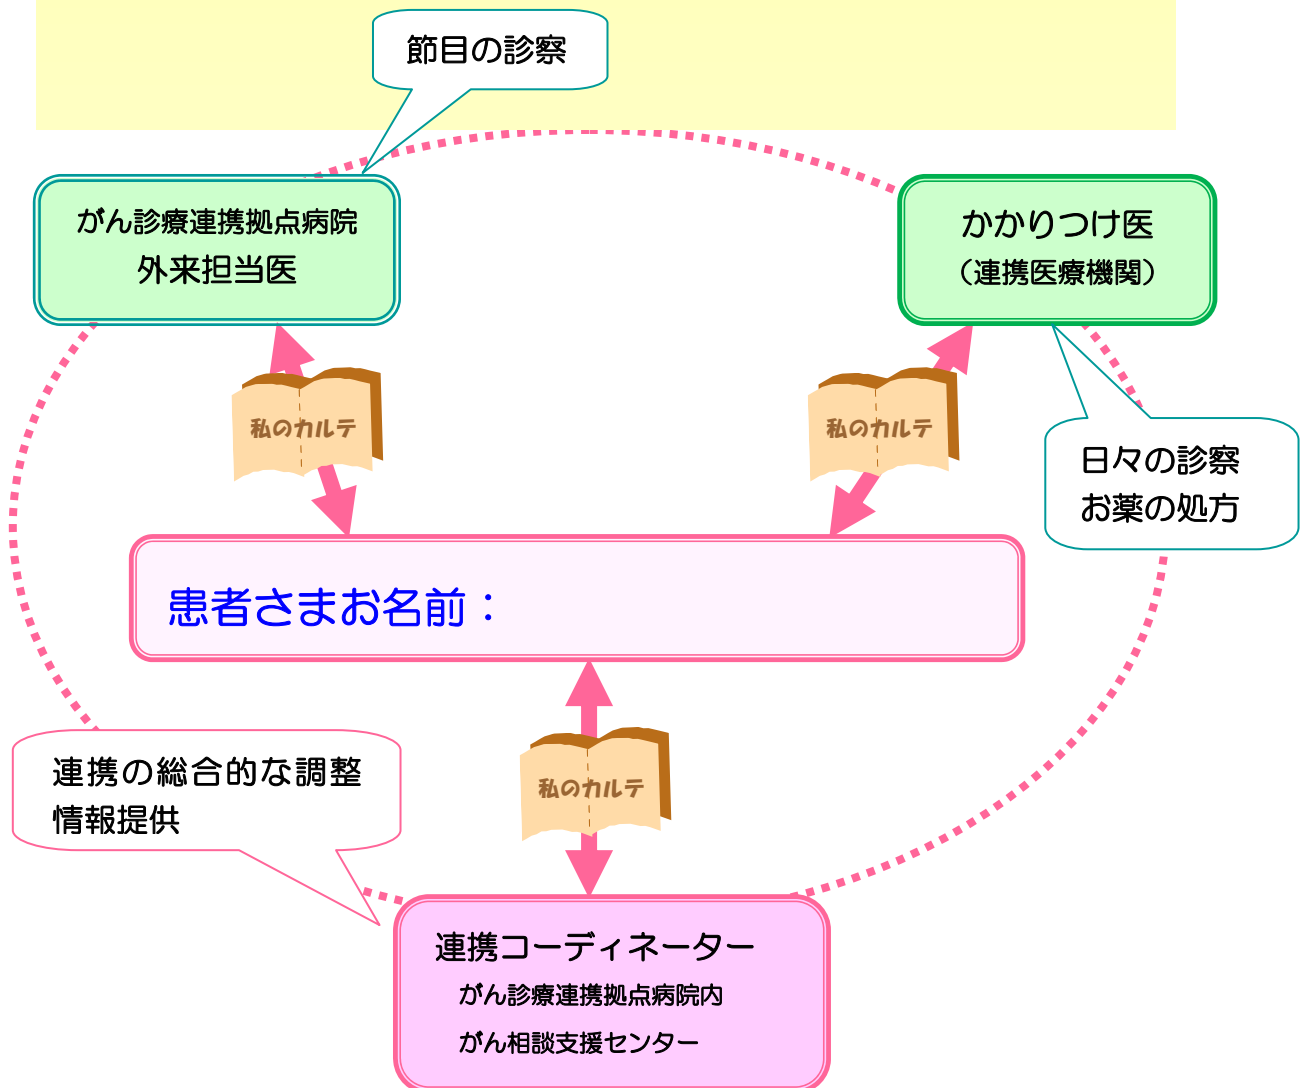 節目の診察
がん診療連携拠点病院
外来担当医
かかりつけ医
（連携医療機関）
私のカルテ
私のカルテ
日々の診察
お薬の処方
患者さまお名前：
連携の総合的な調整
情報提供
私のカルテ
連携コーディネーター
がん診療連携拠点病院内
がん相談支援センター